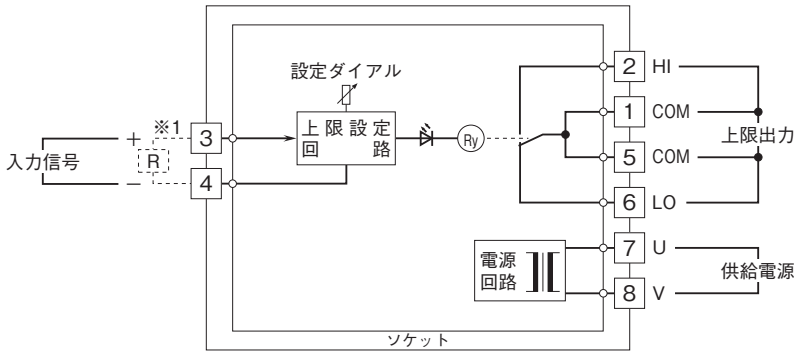 設定ダイアル
※1
入力信号
+
−
R
3
4
上限設定
回路
Ry
2 HI
1 COM
5 COM
6 LO
上限出力
電源
回路
7 U
8 V
供給電源
ソケット